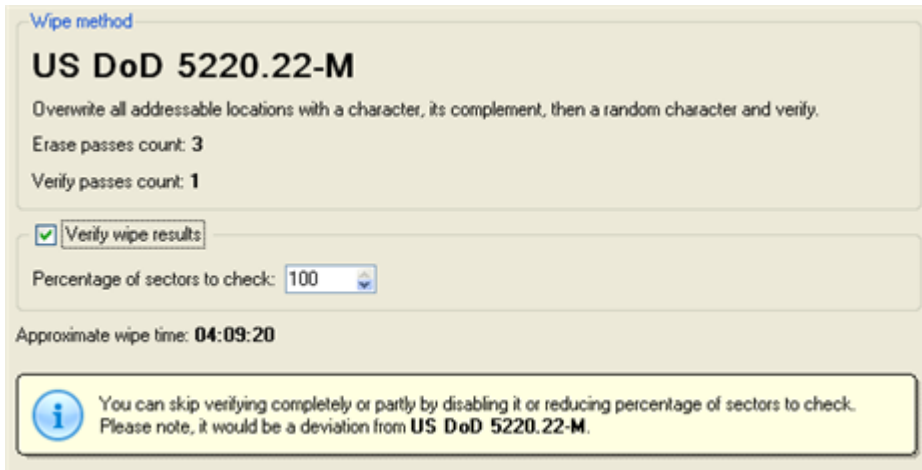 Wipe method
US DoD 5220.22-M
Overwrite all addressable locations with a character, its complement, then a random character and verify.
Erase passes count: 3
Verify passes count: 1
Verify wipe results
Percentage of sectors to check: 100
Approximate wipe time: 04:09:20
You can skip verifying completely or partly by disabling it or reducing percentage of sectors to check.
Please note, it would be a deviation from US DoD 5220.22-M.